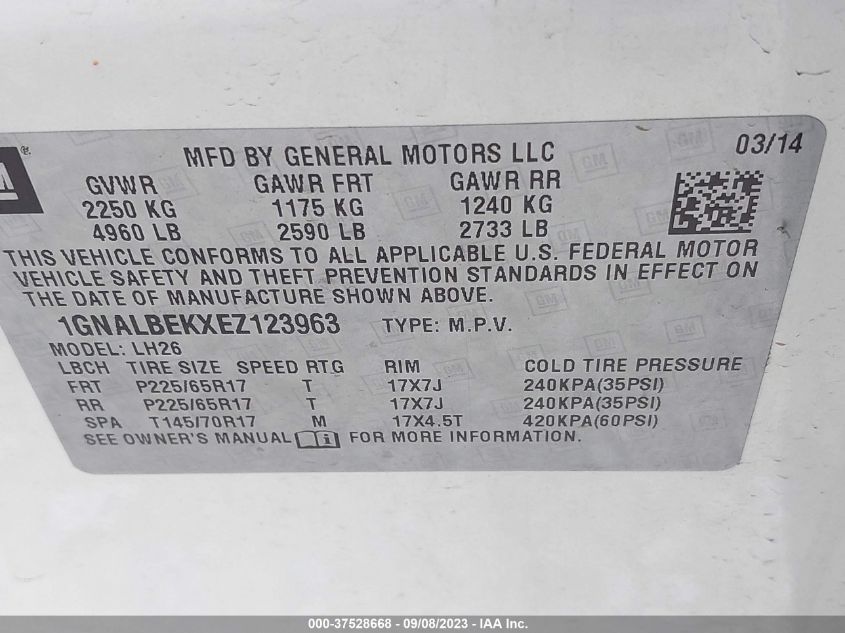 MFD BY GENERAL MOTORS LLC 03/14
GVWR GAWR FRT GAWR RR
2250 KG 1175 KG 1240 KG
4960 LB 2590 LB 2733 LB
THIS VEHICLE CONFORMS TO ALL APPLICABLE U.S. FEDERAL MOTOR
VEHICLE SAFETY AND THEFT PREVENTION STANDARDS IN EFFECT ON
THE DATE OF MANUFACTURE SHOWN ABOVE.
1GNALBEKXEZ123963 TYPE: M.P.V.
MODEL: LH26
LBCH TIRE SIZE SPEED RTG RIM COLD TIRE PRESSURE
FRT P225/65R17 T 17X7J 240KPA(35PSI)
RR P225/65R17 T 17X7J 240KPA(35PSI)
SPA T145/70R17 M 17X4.5T 420KPA(60PSI)
SEE OWNER'S MANUAL FOR MORE INFORMATION.
000-37528668 - 09/08/2023 - IAA Inc.